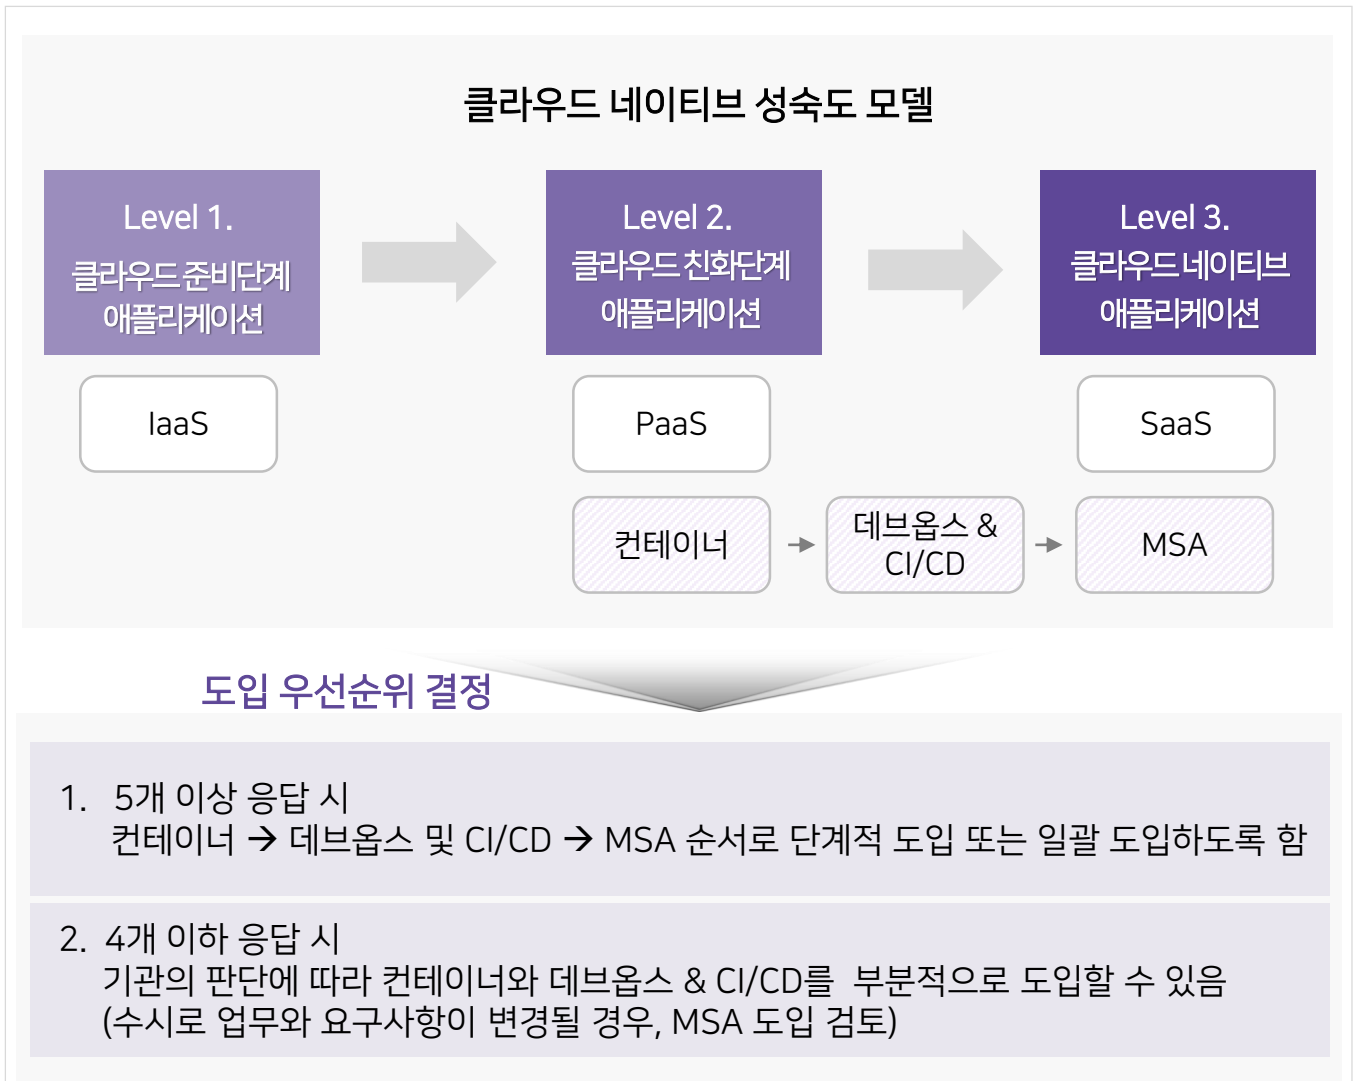 클라우드 네이티브 성숙도 모델
Level 1.
클라우드 준비단계
애플리케이션
Level 2.
클라우드 친화단계
애플리케이션
Level 3.
클라우드 네이티브
애플리케이션
IaaS
PaaS
SaaS
컨테이너
데브옵스 &
CI/CD
MSA
도입 우선순위 결정
1. 5개 이상 응답 시
컨테이너 → 데브옵스 및 CI/CD → MSA 순서로 단계적 도입 또는 일괄 도입하도록 함
2. 4개 이하 응답 시
기관의 판단에 따라 컨테이너와 데브옵스 & CI/CD를 부분적으로 도입할 수 있음
(수시로 업무와 요구사항이 변경될 경우, MSA 도입 검토)